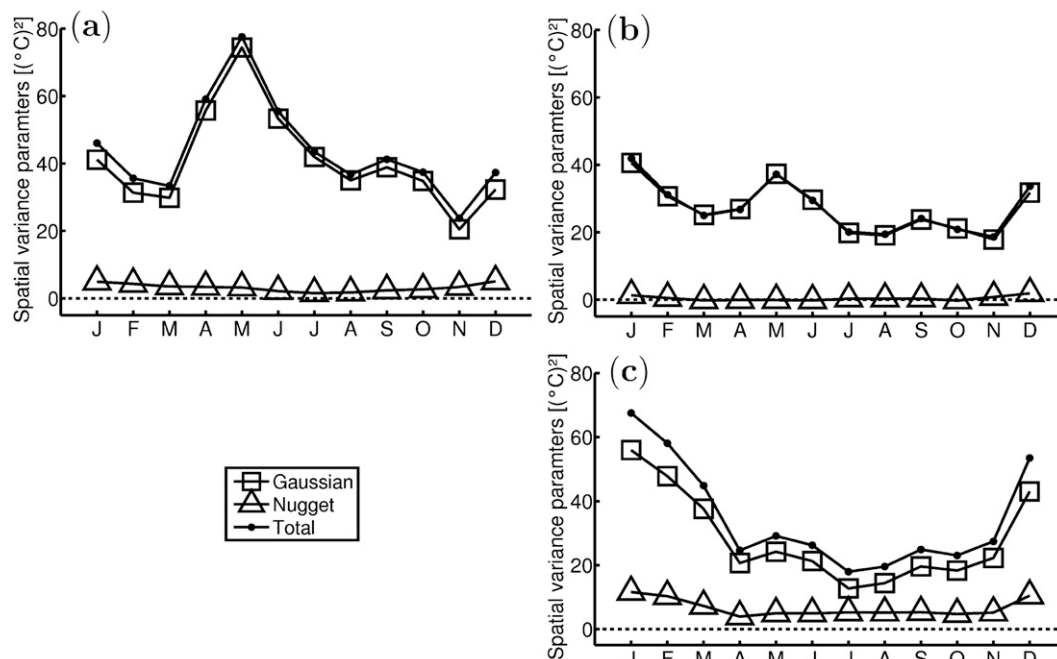 (a)
Spatial variance paramters [(°C)²]
80
60
40
20
0
J F M A M J J A S O N D
(b)
Spatial variance paramters [(°C)²]
80
60
40
20
0
J F M A M J J A S O N D
(c)
Spatial variance paramters [(°C)²]
80
60
40
20
0
J F M A M J J A S O N D
Gaussian
Nugget
Total